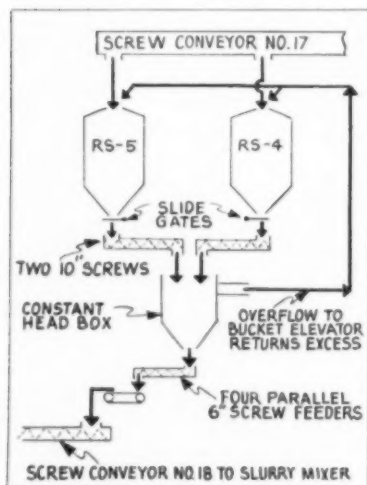 SCREW CONVEYOR NO.17
RS-5
RS-4
SLIDE
GATES
TWO 10" SCREWS
CONSTANT
HEAD BOX
OVERFLOW TO
BUCKET ELEVATOR
RETURNS EXCESS
FOUR PARALLEL
6" SCREW FEEDERS
SCREW CONVEYOR NO.18 TO SLURRY MIXER